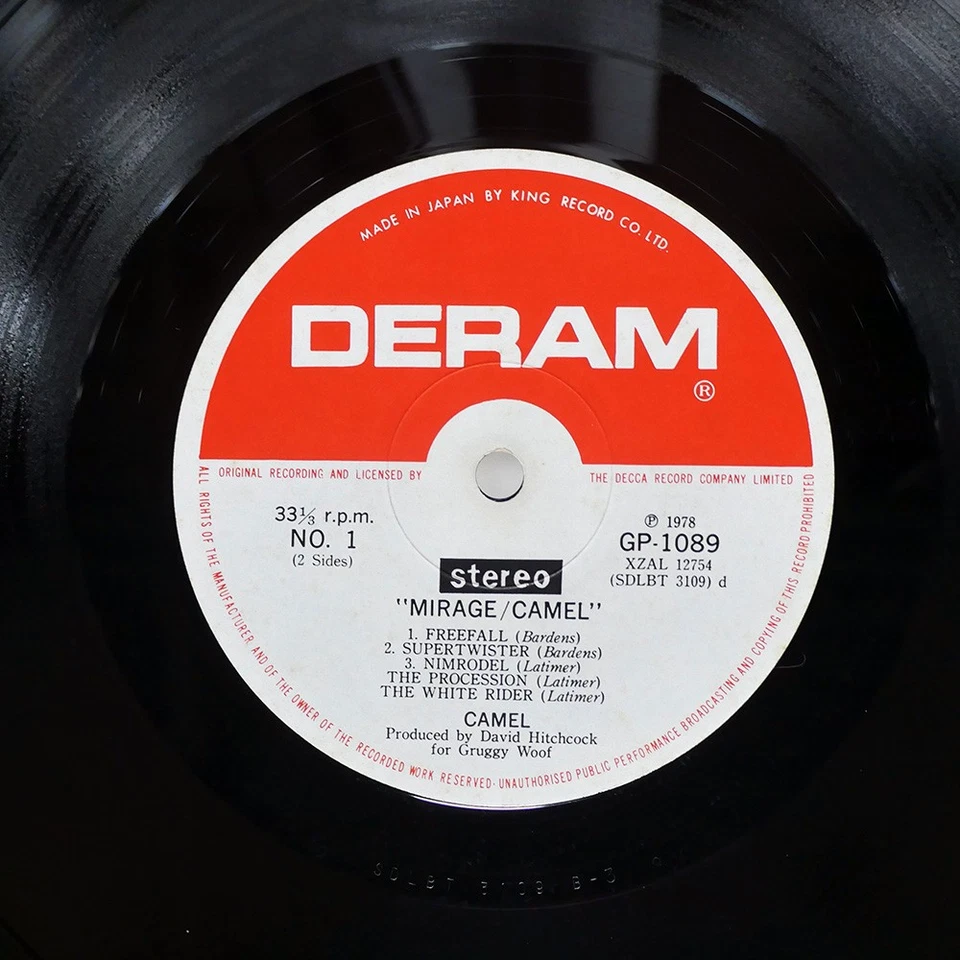 MADE IN JAPAN BY KING RECORD CO. LTD.
DERAM
®
ORIGINAL RECORDING AND LICENSED BY THE DECCA RECORD COMPANY LIMITED
33⅓ r.p.m.
NO. 1
(2 Sides)
℗ 1978
GP-1089
XZAL 12754
(SDLBT 3109) d
stereo
"MIRAGE/CAMEL"
1. FREEFALL (Bardens)
2. SUPERTWISTER (Bardens)
3. NIMRODEL (Latimer)
THE PROCESSION (Latimer)
THE WHITE RIDER (Latimer)
CAMEL
Produced by David Hitchcock
for Gruggy Woof
ALL RIGHTS OF THE MANUFACTURER AND OF THE OWNER OF THE RECORDED WORK RESERVED· UNAUTHORISED PUBLIC PERFORMANCE BROADCASTING AND COPYING OF THIS RECORD PROHIBITED
SDLBT 3109 B-3